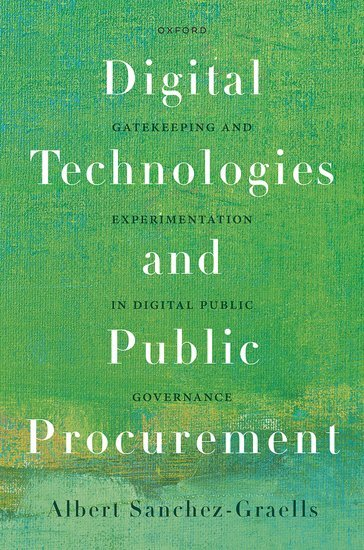 OXFORD
Digital
GATEKEEPING AND
Technologies
EXPERIMENTATION
and
IN DIGITAL PUBLIC
Public
GOVERNANCE
Procurement
Albert Sanchez-Graells